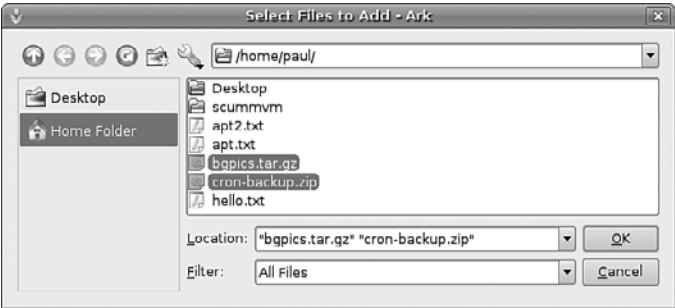 Select Files to Add - Ark
/home/paul/
Desktop
Home Folder
Desktop
scummvm
apt2.txt
apt.txt
bgpics.tar.gz
cron-backup.zip
hello.txt
Location: "bgpics.tar.gz" "cron-backup.zip" OK
Filter: All Files Cancel